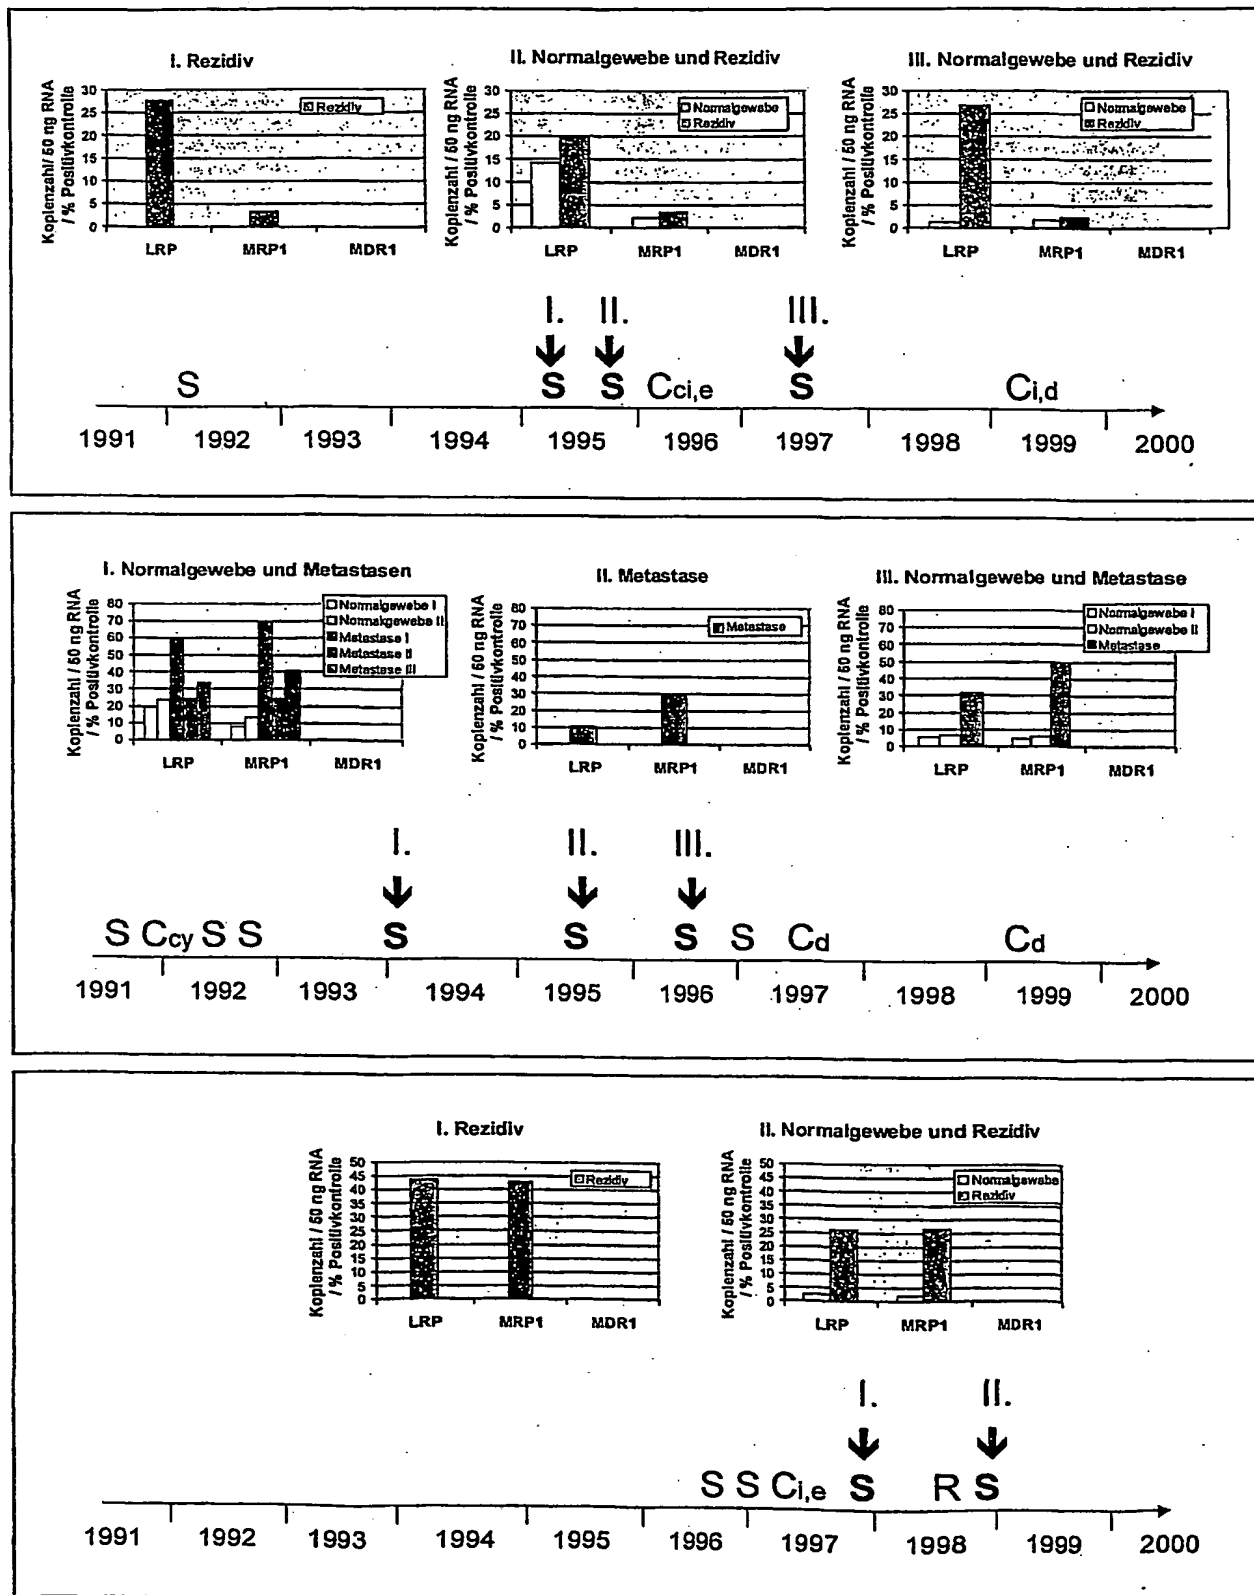 I. Rezidiv
Kopienzahl / 50 ng RNA
/ % Positivkontrolle
30
25
20
15
10
5
0
Rezidiv
LRP MRP1 MDR1
II. Normalgewebe und Rezidiv
Kopienzahl / 50 ng RNA
/ % Positivkontrolle
30
25
20
15
10
5
0
Normalgewebe
Rezidiv
LRP MRP1 MDR1
III. Normalgewebe und Rezidiv
Kopienzahl / 50 ng RNA
/ % Positivkontrolle
30
25
20
15
10
5
0
Normalgewebe
Rezidiv
LRP MRP1 MDR1
I. II. III.
S S S Cci,e S Ci,d
1991 1992 1993 1994 1995 1996 1997 1998 1999 2000
I. Normalgewebe und Metastasen
Kopienzahl / 50 ng RNA
/ % Positivkontrolle
80
70
60
50
40
30
20
10
0
Normalgewebe I
Normalgewebe II
Metastase I
Metastase II
Metastase III
LRP MRP1 MDR1
II. Metastase
Kopienzahl / 50 ng RNA
/ % Positivkontrolle
80
70
60
50
40
30
20
10
0
Metastase
LRP MRP1 MDR1
III. Normalgewebe und Metastase
Kopienzahl / 50 ng RNA
/ % Positivkontrolle
80
70
60
50
40
30
20
10
0
Normalgewebe I
Normalgewebe II
Metastase
LRP MRP1 MDR1
I. II. III.
S Ccy S S S S S S Cd Cd
1991 1992 1993 1994 1995 1996 1997 1998 1999 2000
I. Rezidiv
Kopienzahl / 50 ng RNA
/ % Positivkontrolle
50
45
40
35
30
25
20
15
10
5
0
Rezidiv
LRP MRP1 MDR1
II. Normalgewebe und Rezidiv
Kopienzahl / 50 ng RNA
/ % Positivkontrolle
50
45
40
35
30
25
20
15
10
5
0
Normalgewebe
Rezidiv
LRP MRP1 MDR1
I. II.
S S Ci,e S R S
1991 1992 1993 1994 1995 1996 1997 1998 1999 2000